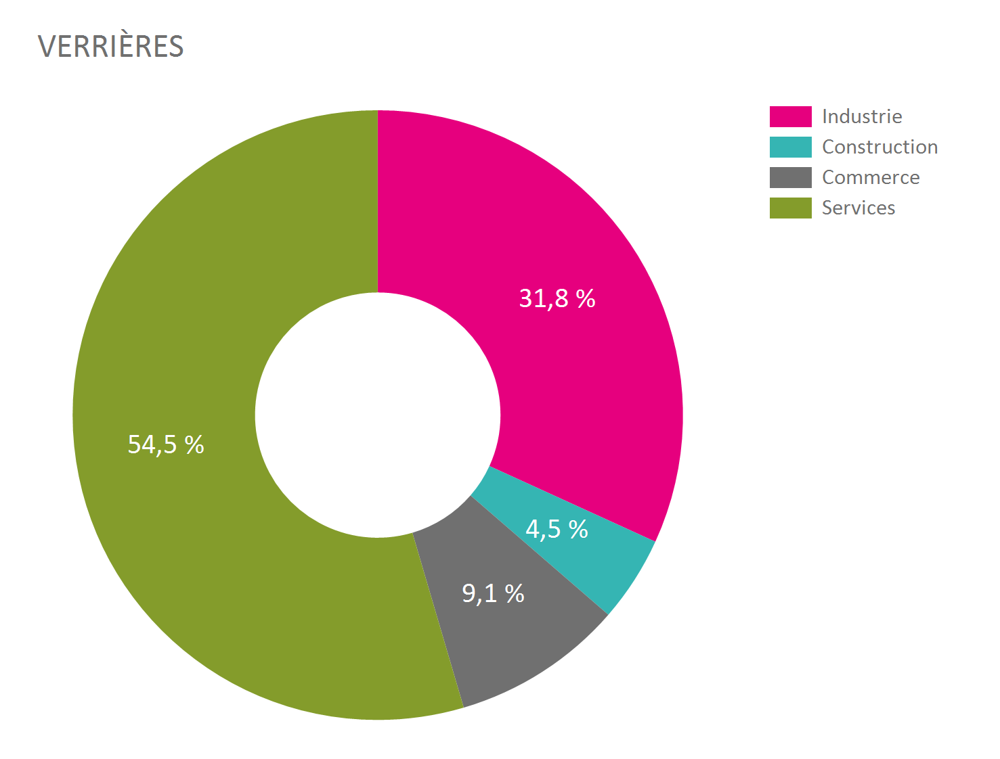 VERRIÈRES
Industrie
Construction
Commerce
Services
31,8 %
54,5 %
4,5 %
9,1 %